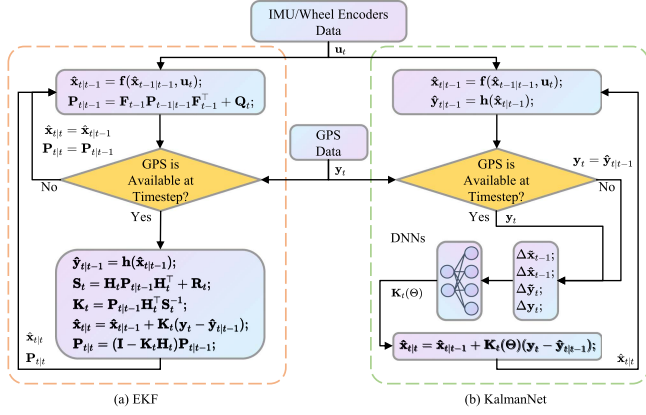 IMU/Wheel Encoders
Data
𝐮ₜ
x̂_{t|t−1} = f(x̂_{t−1|t−1}, u_t);
P_{t|t−1} = F_{t−1}P_{t−1|t−1}F_{t−1}^⊤ + Q_t;
x̂_{t|t−1} = f(x̂_{t−1|t−1}, u_t);
ŷ_{t|t−1} = h(x̂_{t|t−1});
x̂_{t|t} = x̂_{t|t−1}
P_{t|t} = P_{t|t−1}
GPS
Data
y_t
GPS is
Available at
Timestep?
No
Yes
GPS is
Available at
Timestep?
y_t = ŷ_{t|t−1}
No
Yes
y_t
ŷ_{t|t−1} = h(x̂_{t|t−1});
S_t = H_tP_{t|t−1}H_t^⊤ + R_t;
K_t = P_{t|t−1}H_t^⊤S_t^{−1};
x̂_{t|t} = x̂_{t|t−1} + K_t(y_t − ŷ_{t|t−1});
P_{t|t} = (I − K_tH_t)P_{t|t−1};
x̂_{t|t}
P_{t|t}
DNNs
K_t(Θ)
Δx̃_{t−1};
Δx̂_{t−1};
Δỹ_t;
Δy_t;
x̂_{t|t} = x̂_{t|t−1} + K_t(Θ)(y_t − ŷ_{t|t−1});
x̂_{t|t}
(a) EKF
(b) KalmanNet